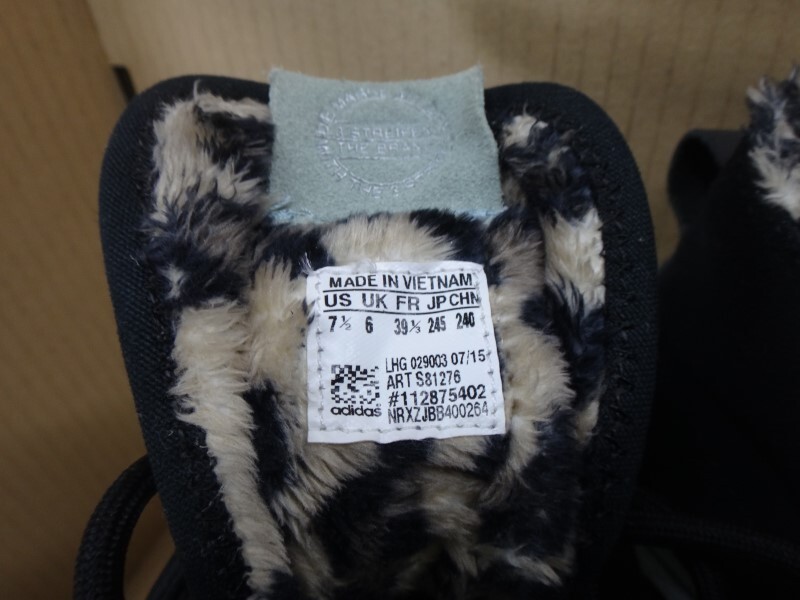 MADE IN VIETNAM
US UK FR JP CHN
7½ 6 39⅓ 245 240
LHG 029003 07/15
ART S81276
#112875402
adidas
NRXZJBB400264